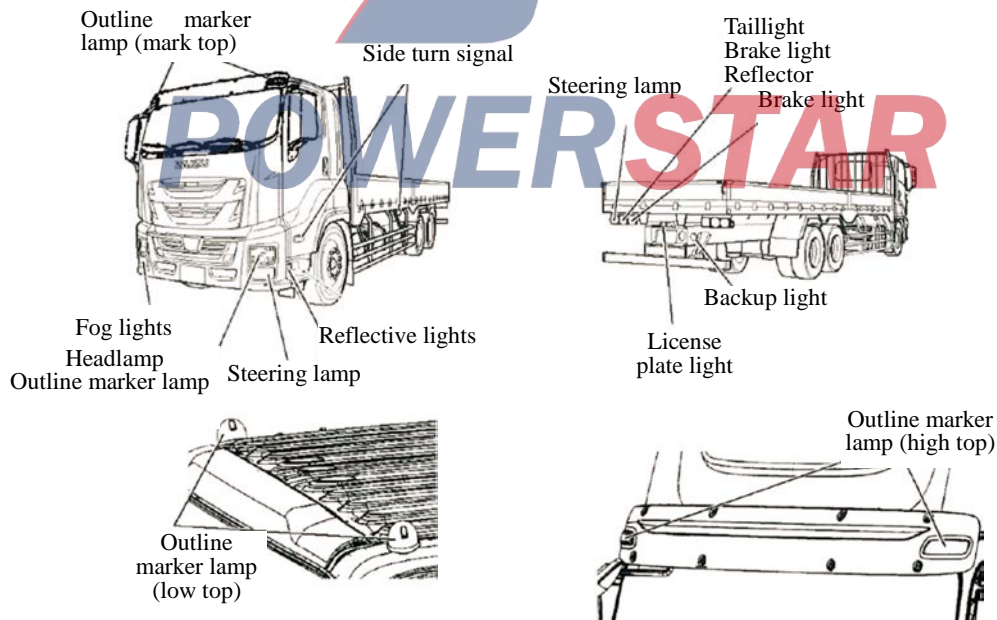 Outline marker
lamp (mark top)
Side turn signal
Taillight
Brake light
Reflector
Brake light
Steering lamp
POWERSTAR
ISUZU
Fog lights
Headlamp
Outline marker lamp
Steering lamp
Reflective lights
Backup light
License
plate light
Outline marker
lamp (high top)
Outline
marker lamp
(low top)